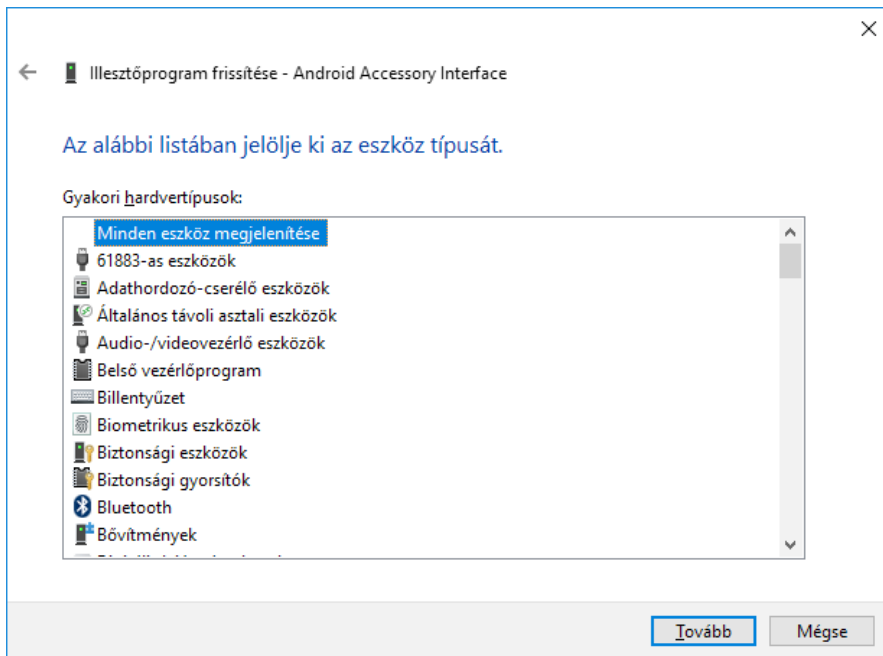 Illesztőprogram frissítése - Android Accessory Interface
Az alábbi listában jelölje ki az eszköz típusát.
Gyakori hardvertípusok:
Minden eszköz megjelenítése
61883-as eszközök
Adathordozó-cserélő eszközök
Általános távoli asztali eszközök
Audio-/videovezérlő eszközök
Belső vezérlőprogram
Billentyűzet
Biometrikus eszközök
Biztonsági eszközök
Biztonsági gyorsítók
Bluetooth
Bővítmények
Tovább
Mégse